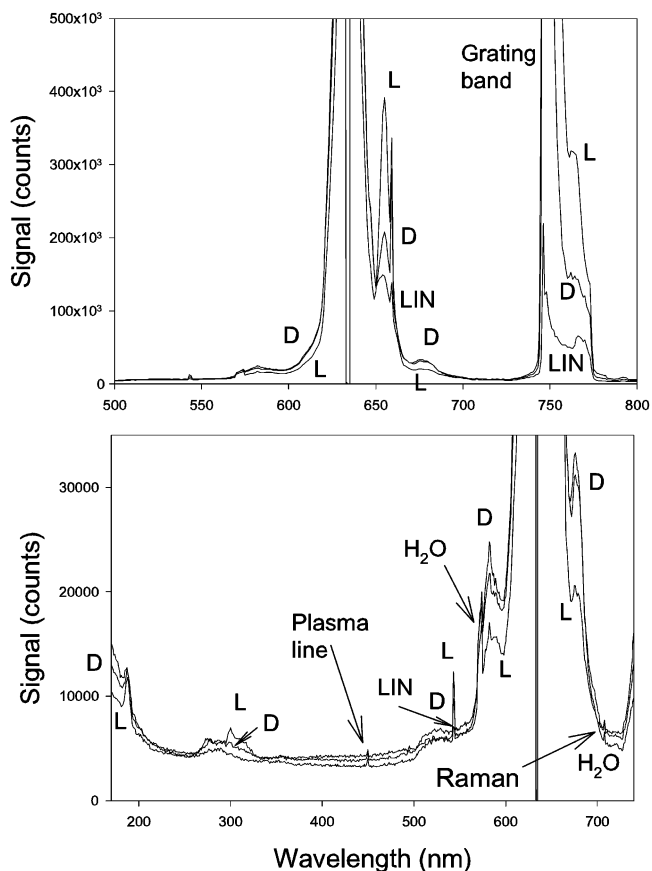 500x10³
400x10³
300x10³
200x10³
100x10³
0
Signal (counts)
Grating
band
L
L
D
D
LIN
D
D
LIN
L
L
500 550 600 650 700 750 800
30000
20000
10000
0
Signal (counts)
D
D
H₂O
L
L
Plasma
line
L
D
L
D
LIN
D
L
Raman
H₂O
200 300 400 500 600 700
Wavelength (nm)